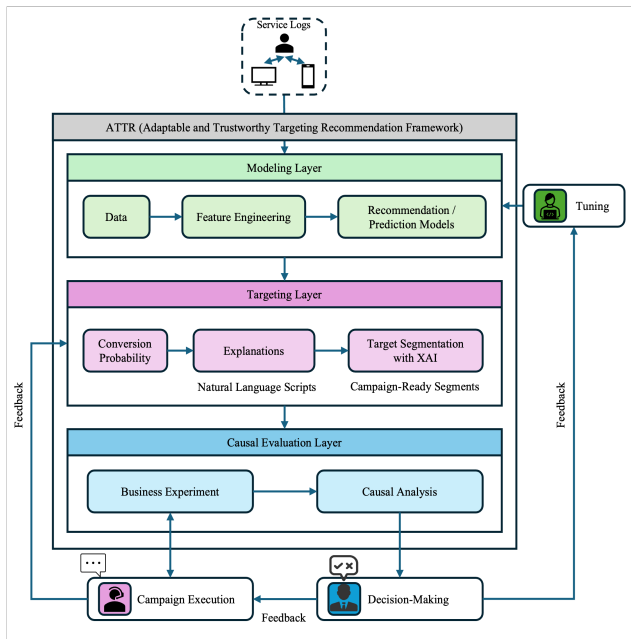 Service Logs
ATTR (Adaptable and Trustworthy Targeting Recommendation Framework)
Modeling Layer
Data
Feature Engineering
Recommendation /
Prediction Models
Tuning
Targeting Layer
Conversion
Probability
Explanations
Target Segmentation
with XAI
Natural Language Scripts
Campaign-Ready Segments
Feedback
Feedback
Causal Evaluation Layer
Business Experiment
Causal Analysis
Campaign Execution
Feedback
Decision-Making